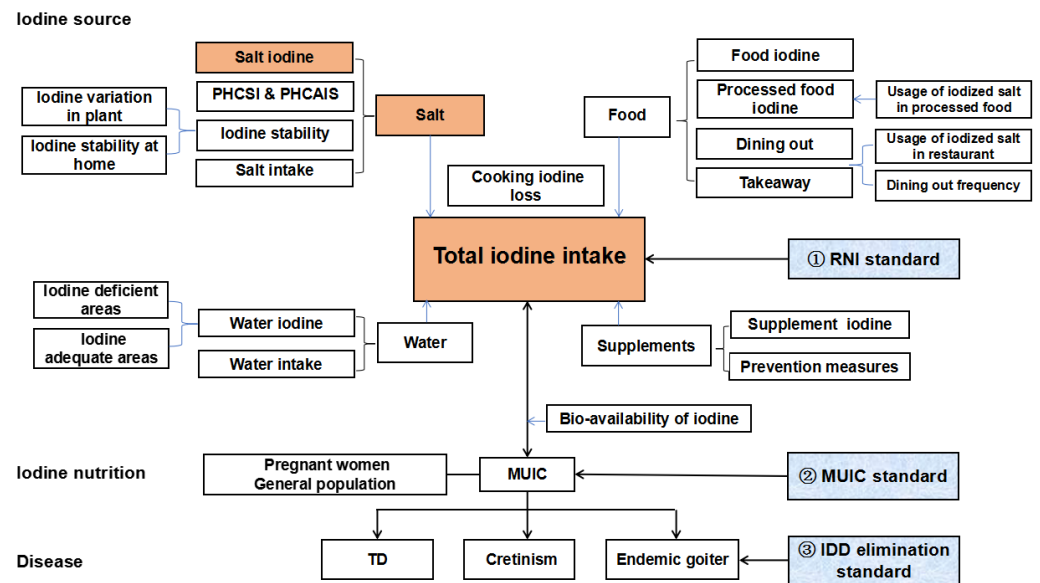 Iodine source
Salt iodine
PHCSI & PHCAIS
Iodine stability
Salt intake
Iodine variation
in plant
Iodine stability at
home
Salt
Food
Food iodine
Processed food
iodine
Dining out
Takeaway
Usage of iodized salt
in processed food
Usage of iodized salt
in restaurant
Dining out frequency
Cooking iodine
loss
Total iodine intake
① RNI standard
Iodine deficient
areas
Iodine
adequate areas
Water iodine
Water intake
Water
Supplements
Supplement iodine
Prevention measures
Bio-availability of iodine
Iodine nutrition
Pregnant women
General population
MUIC
② MUIC standard
Disease
TD
Cretinism
Endemic goiter
③ IDD elimination
standard